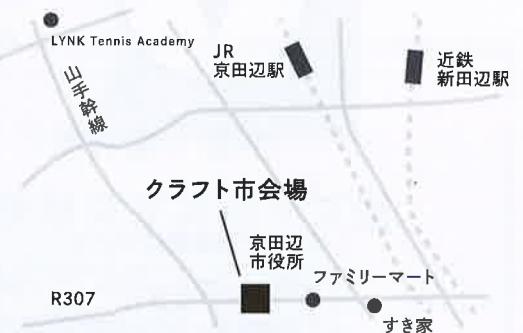 LYNK Tennis Academy
JR
京田辺駅
近鉄
新田辺駅
山手幹線
クラフト市会場
京田辺
市役所
ファミリーマート
R307
すき家